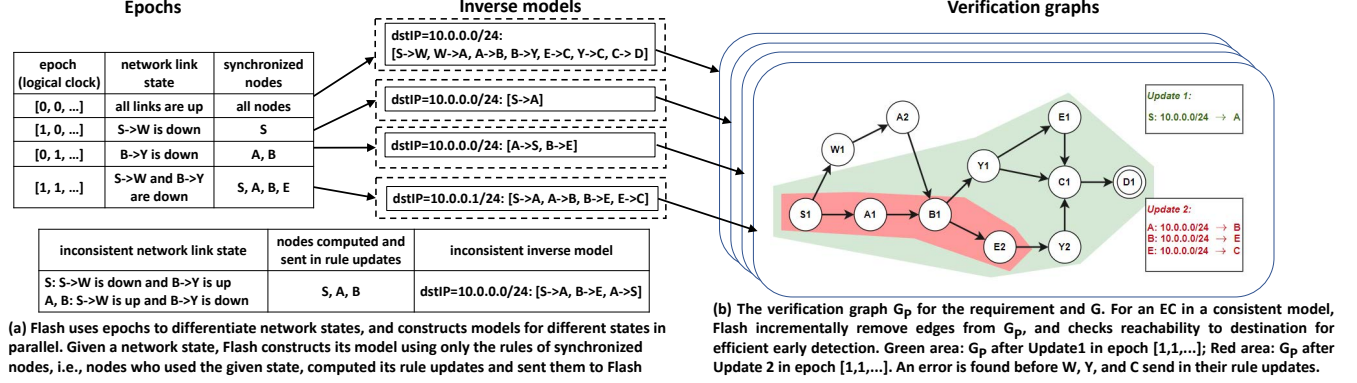 Epochs
Inverse models
Verification graphs
epoch
(logical clock)
network link
state
synchronized
nodes
[0, 0, ...]
all links are up
all nodes
[1, 0, ...]
S->W is down
S
[0, 1, ...]
B->Y is down
A, B
[1, 1, ...]
S->W and B->Y
are down
S, A, B, E
dstIP=10.0.0.0/24:
[S->W, W->A, A->B, B->Y, E->C, Y->C, C-> D]
dstIP=10.0.0.0/24: [S->A]
dstIP=10.0.0.0/24: [A->S, B->E]
dstIP=10.0.0.1/24: [S->A, A->B, B->E, E->C]
inconsistent network link state
nodes computed and
sent in rule updates
inconsistent inverse model
S: S->W is down and B->Y is up
A, B: S->W is up and B->Y is down
S, A, B
dstIP=10.0.0.0/24: [S->A, B->E, A->S]
(a) Flash uses epochs to differentiate network states, and constructs models for different states in
parallel. Given a network state, Flash constructs its model using only the rules of synchronized
nodes, i.e., nodes who used the given state, computed its rule updates and sent them to Flash
W1
A2
E1
Y1
C1
D1
S1
A1
B1
E2
Y2
Update 1:
S: 10.0.0.0/24 → A
Update 2:
A: 10.0.0.0/24 → B
B: 10.0.0.0/24 → E
E: 10.0.0.0/24 → C
(b) The verification graph GP for the requirement and G. For an EC in a consistent model,
Flash incrementally remove edges from GP, and checks reachability to destination for
efficient early detection. Green area: GP after Update1 in epoch [1,1,...]; Red area: GP after
Update 2 in epoch [1,1,...]. An error is found before W, Y, and C send in their rule updates.